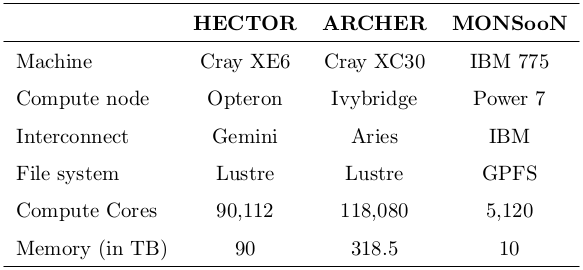 HECTOR ARCHER MONSooN
Machine Cray XE6 Cray XC30 IBM 775
Compute node Opteron Ivybridge Power 7
Interconnect Gemini Aries IBM
File system Lustre Lustre GPFS
Compute Cores 90,112 118,080 5,120
Memory (in TB) 90 318.5 10